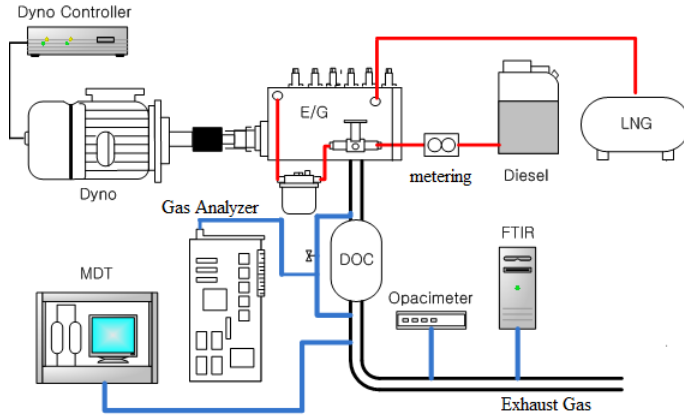 Dyno Controller
E/G
LNG
metering
Diesel
Dyno
Gas Analyzer
DOC
FTIR
MDT
Opacimeter
Exhaust Gas